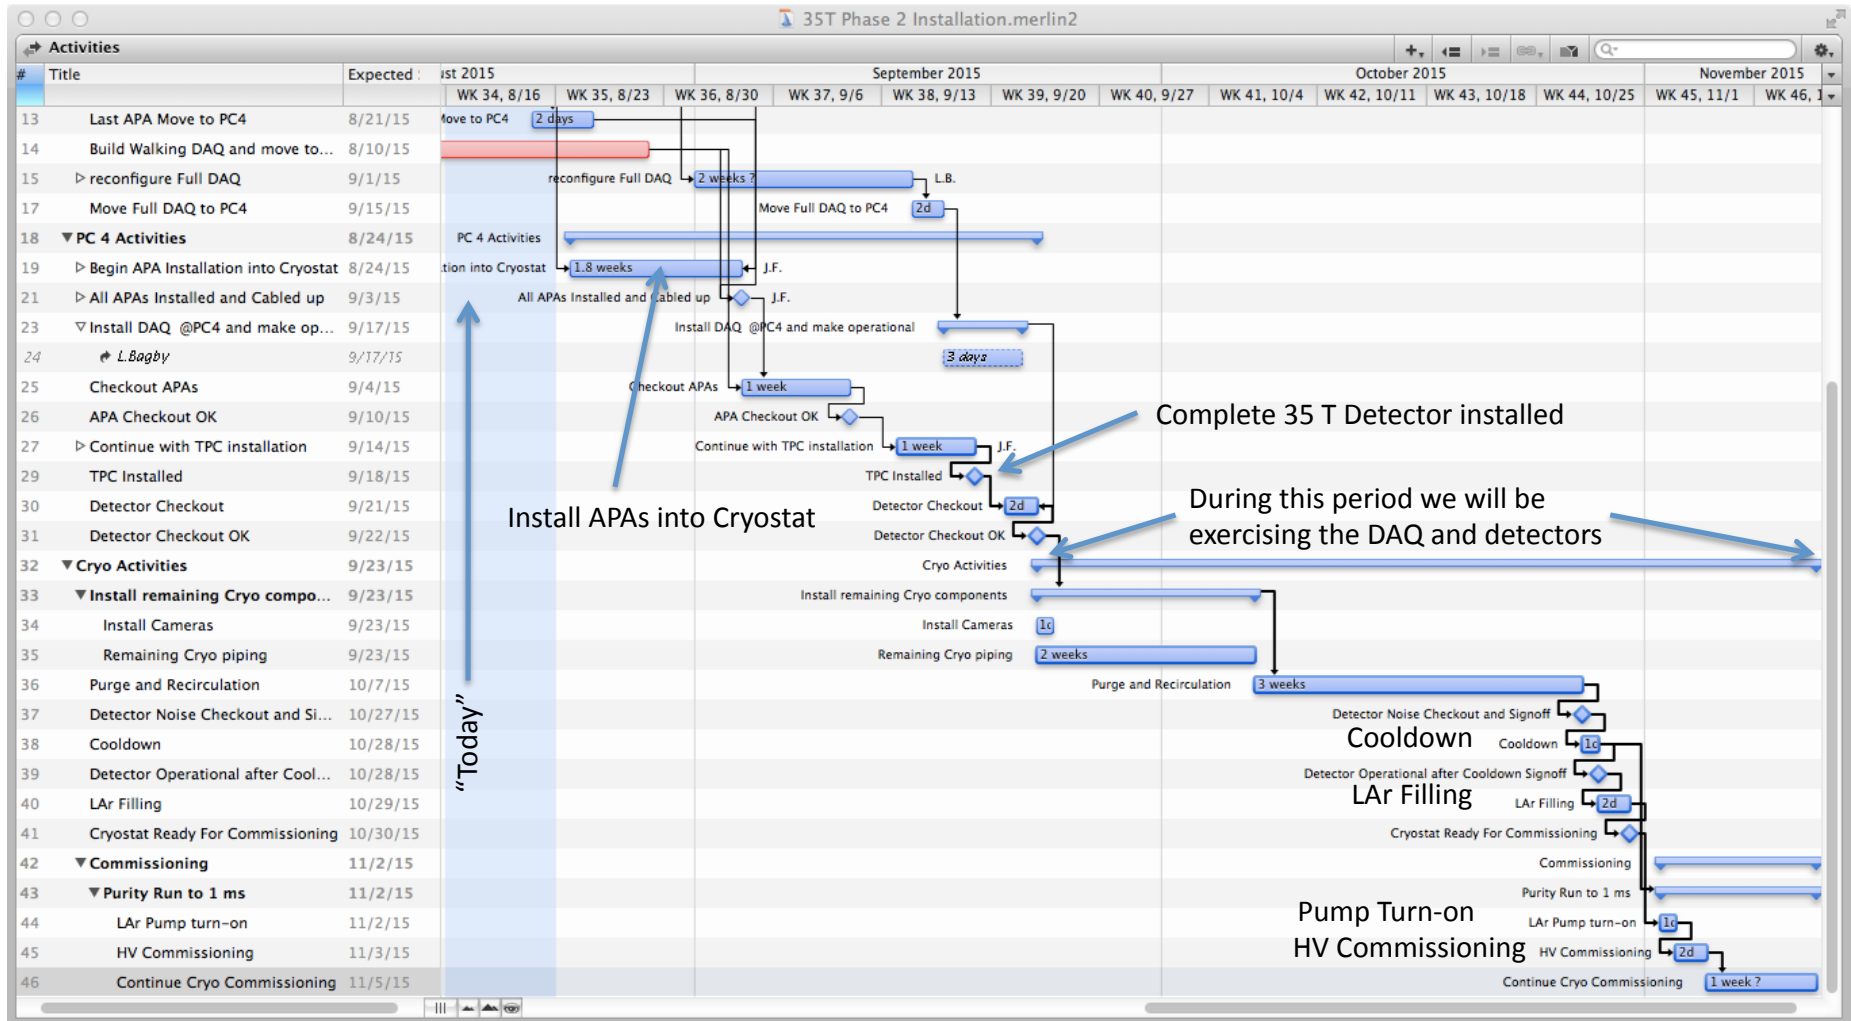 35T Phase 2 Installation.merlin2
Activities
# Title Expected ust 2015 September 2015 October 2015 November 2015
WK 34, 8/16 WK 35, 8/23 WK 36, 8/30 WK 37, 9/6 WK 38, 9/13 WK 39, 9/20 WK 40, 9/27 WK 41, 10/4 WK 42, 10/11 WK 43, 10/18 WK 44, 10/25 WK 45, 11/1 WK 46, 1
13 Last APA Move to PC4 8/21/15 Move to PC4 2 days
14 Build Walking DAQ and move to... 8/10/15
15 reconfigure Full DAQ 9/1/15 reconfigure Full DAQ 2 weeks ? L.B.
17 Move Full DAQ to PC4 9/15/15 Move Full DAQ to PC4 2d
18 PC 4 Activities 8/24/15 PC 4 Activities
19 Begin APA Installation into Cryostat 8/24/15 tion into Cryostat 1.8 weeks J.F.
21 All APAs Installed and Cabled up 9/3/15 All APAs Installed and Cabled up J.F.
23 Install DAQ @PC4 and make op... 9/17/15 Install DAQ @PC4 and make operational
24 L.Bagby 9/17/15 3 days
25 Checkout APAs 9/4/15 Checkout APAs 1 week
26 APA Checkout OK 9/10/15 APA Checkout OK
Complete 35 T Detector installed
27 Continue with TPC installation 9/14/15 Continue with TPC installation 1 week J.F.
29 TPC Installed 9/18/15 TPC Installed
During this period we will be
30 Detector Checkout 9/21/15 Detector Checkout 2d
Install APAs into Cryostat
exercising the DAQ and detectors
31 Detector Checkout OK 9/22/15 Detector Checkout OK
32 Cryo Activities 9/23/15 Cryo Activities
33 Install remaining Cryo compo... 9/23/15 Install remaining Cryo components
34 Install Cameras 9/23/15 Install Cameras 1d
35 Remaining Cryo piping 9/23/15 Remaining Cryo piping 2 weeks
36 Purge and Recirculation 10/7/15 Purge and Recirculation 3 weeks
37 Detector Noise Checkout and Si... 10/27/15 Detector Noise Checkout and Signoff
"Today"
38 Cooldown 10/28/15 Cooldown Cooldown 1d
39 Detector Operational after Cool... 10/28/15 Detector Operational after Cooldown Signoff
40 LAr Filling 10/29/15 LAr Filling LAr Filling 2d
41 Cryostat Ready For Commissioning 10/30/15 Cryostat Ready For Commissioning
42 Commissioning 11/2/15 Commissioning
43 Purity Run to 1 ms 11/2/15 Purity Run to 1 ms
44 LAr Pump turn-on 11/2/15 Pump Turn-on LAr Pump turn-on 1d
45 HV Commissioning 11/3/15 HV Commissioning HV Commissioning 2d
46 Continue Cryo Commissioning 11/5/15 Continue Cryo Commissioning 1 week ?